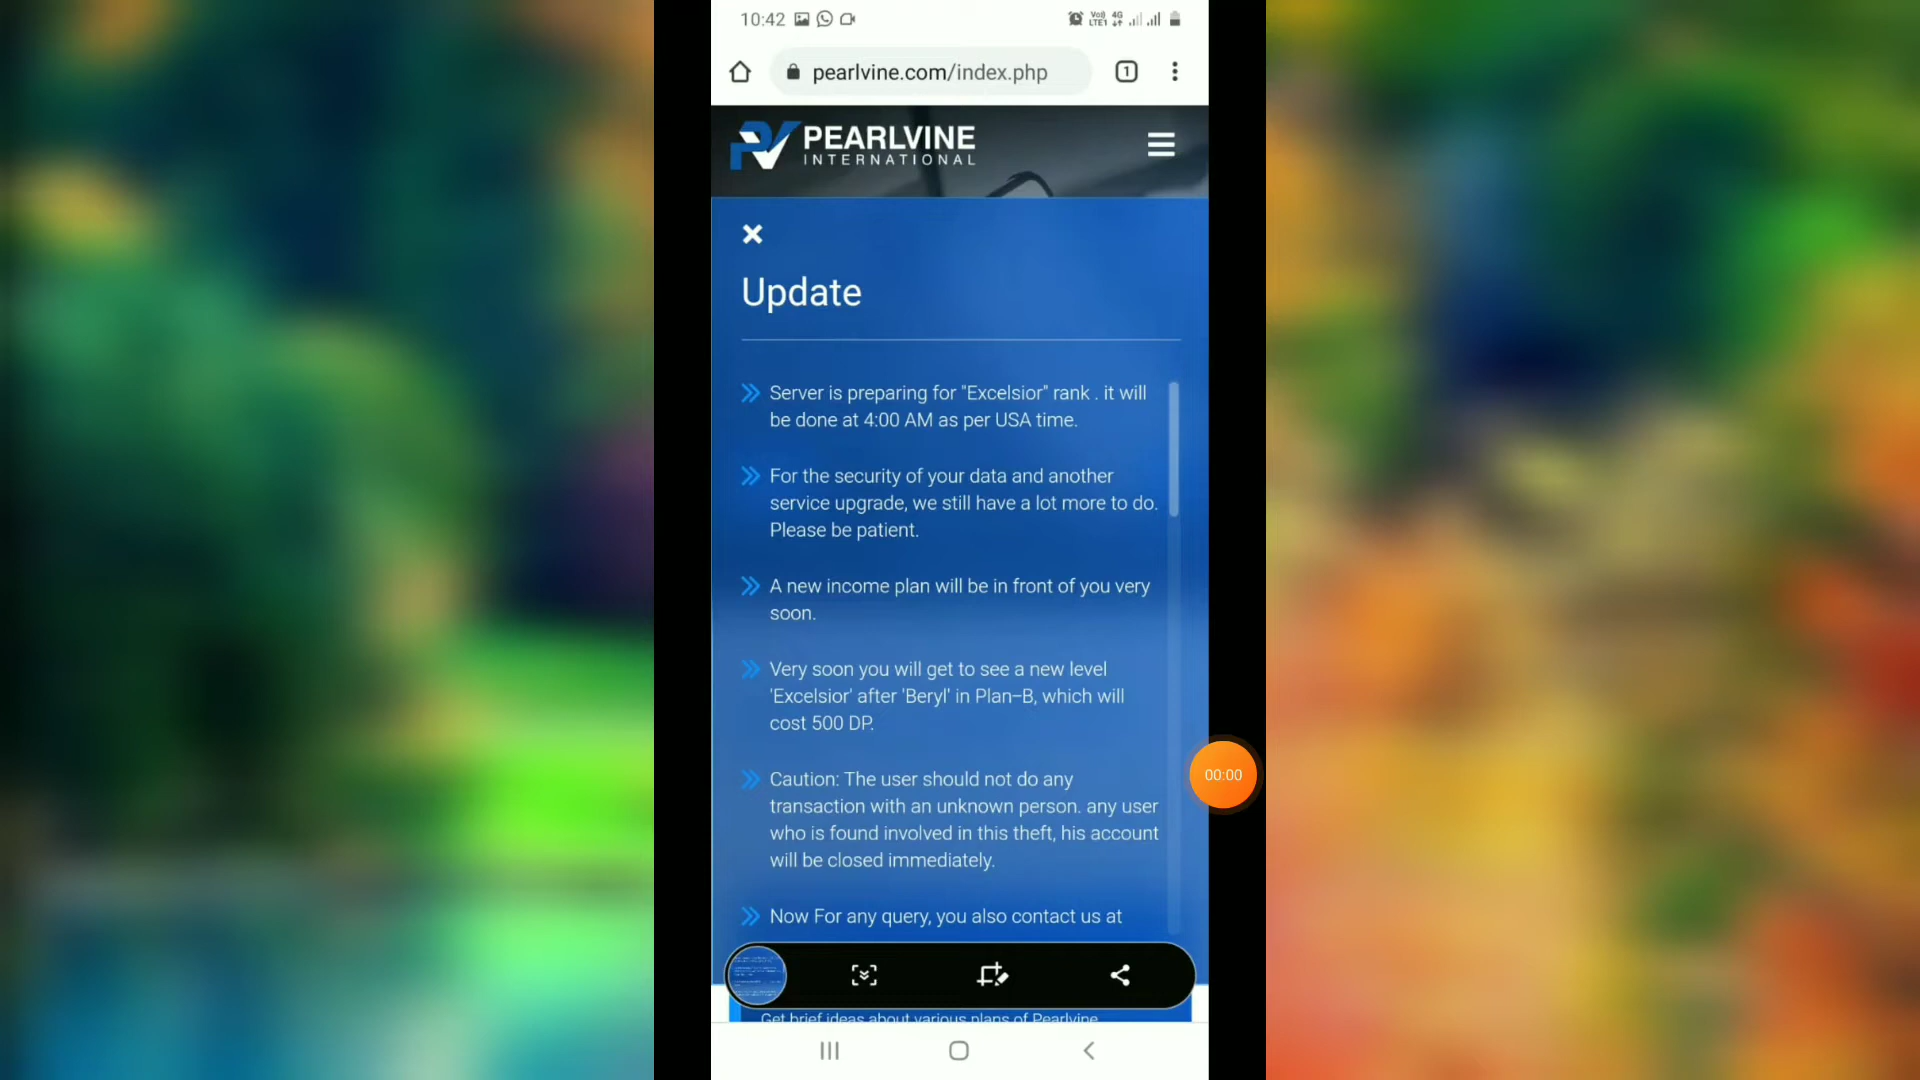 10:42
Vo)) 4G
LTE1
pearlvine.com/index.php
1
PEARLVINE
INTERNATIONAL
Update
Server is preparing for "Excelsior" rank . it will
be done at 4:00 AM as per USA time.
For the security of your data and another
service upgrade, we still have a lot more to do.
Please be patient.
A new income plan will be in front of you very
soon.
Very soon you will get to see a new level
'Excelsior' after 'Beryl' in Plan-B, which will
cost 500 DP.
Caution: The user should not do any
transaction with an unknown person. any user
who is found involved in this theft, his account
will be closed immediately.
Now For any query, you also contact us at
00:00
Get brief ideas about various plans of Pearlvine